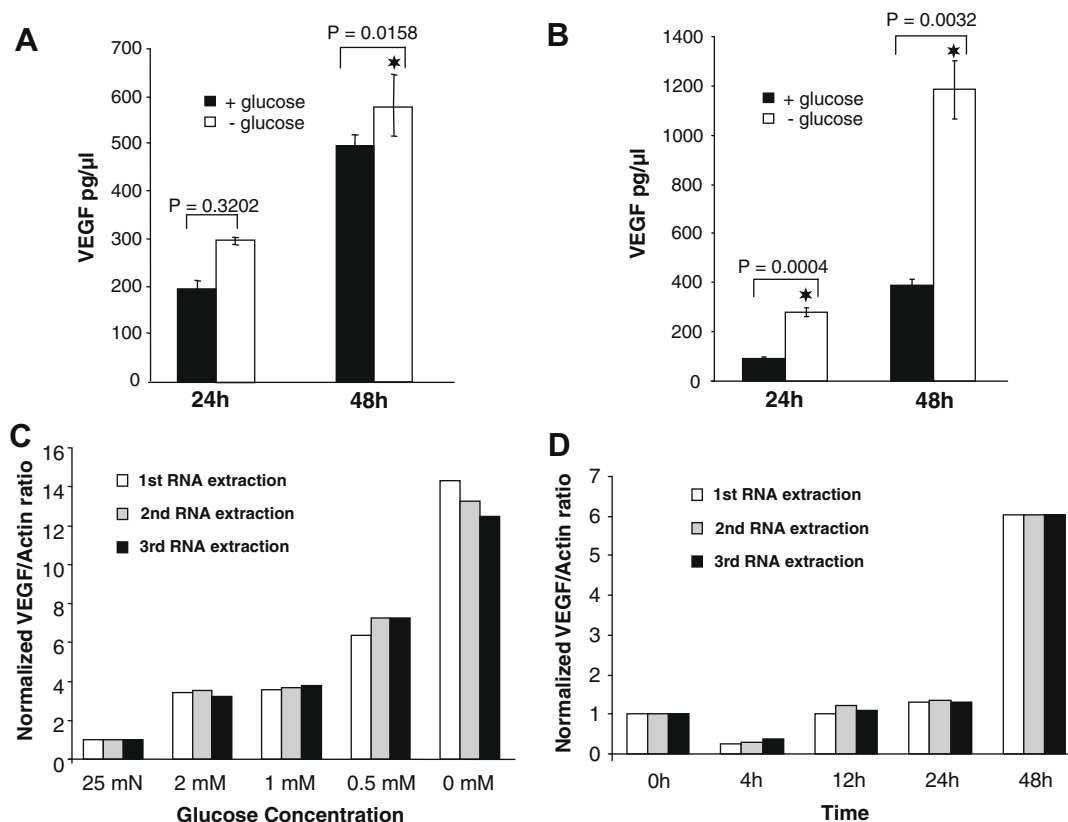 A
P = 0.0158
700
600
500
400
300
200
100
0
VEGF pg/µl
+ glucose
- glucose
P = 0.3202
24h
48h
B
P = 0.0032
1400
1200
1000
800
600
400
200
0
VEGF pg/µl
+ glucose
- glucose
P = 0.0004
24h
48h
C
16
14
12
10
8
6
4
2
0
Normalized VEGF/Actin ratio
1st RNA extraction
2nd RNA extraction
3rd RNA extraction
25 mN
2 mM
1 mM
0.5 mM
0 mM
Glucose Concentration
D
7
6
5
4
3
2
1
0
Normalized VEGF/Actin ratio
1st RNA extraction
2nd RNA extraction
3rd RNA extraction
0h
4h
12h
24h
48h
Time